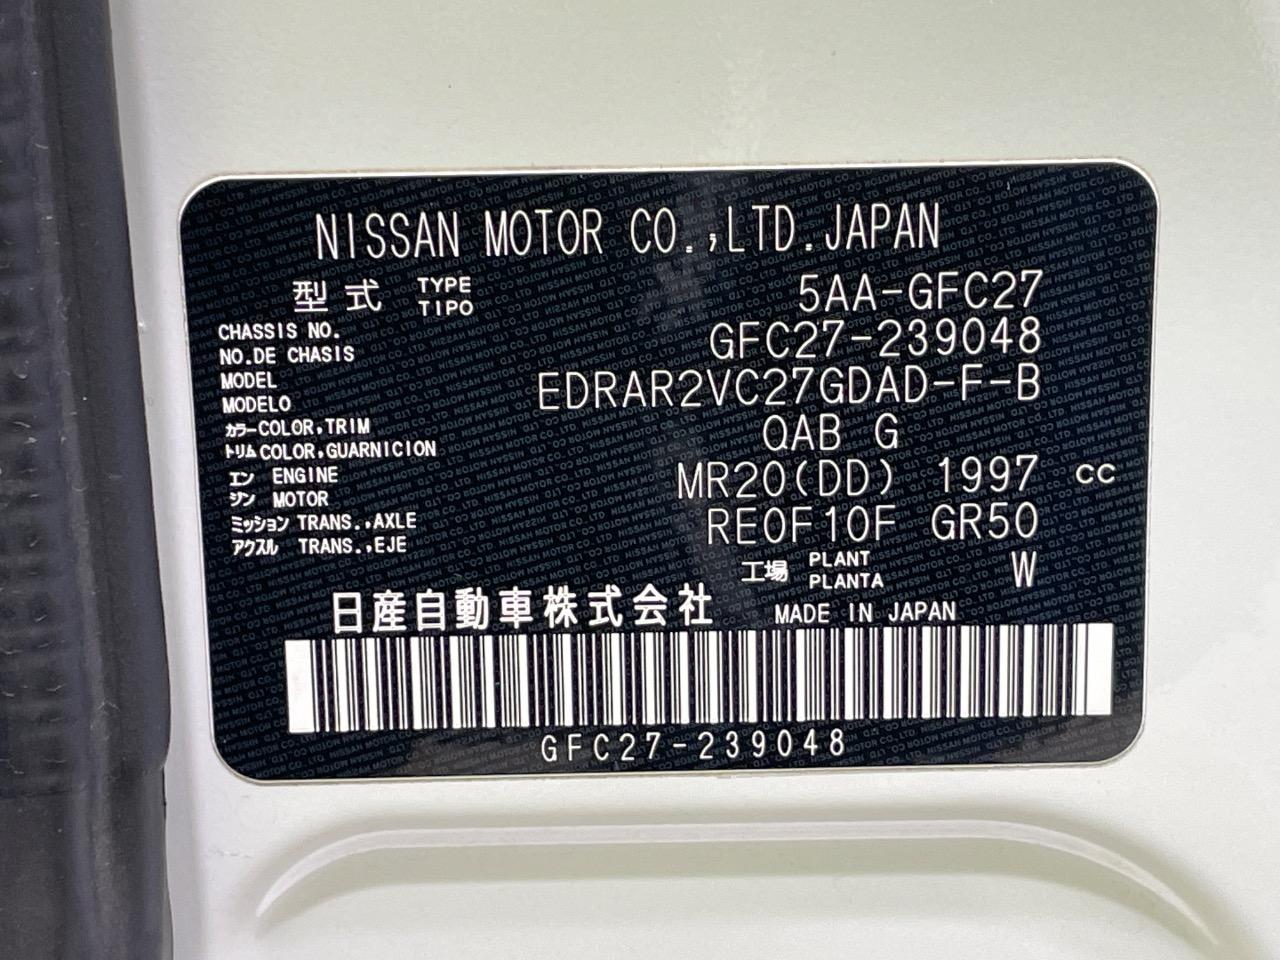 NISSAN MOTOR CO.,LTD.JAPAN
型式 TYPE TIPO 5AA-GFC27
CHASSIS NO.
NO.DE CHASIS GFC27-239048
MODEL
MODELO EDRAR2VC27GDAD-F-B
カラー COLOR,TRIM
トリム COLOR,GUARNICION QAB G
エン ENGINE
ジン MOTOR MR20(DD) 1997 cc
ミッション TRANS.,AXLE
アクスル TRANS.,EJE RE0F10F GR50
工場 PLANT PLANTA W
日産自動車株式会社 MADE IN JAPAN
GFC27-239048